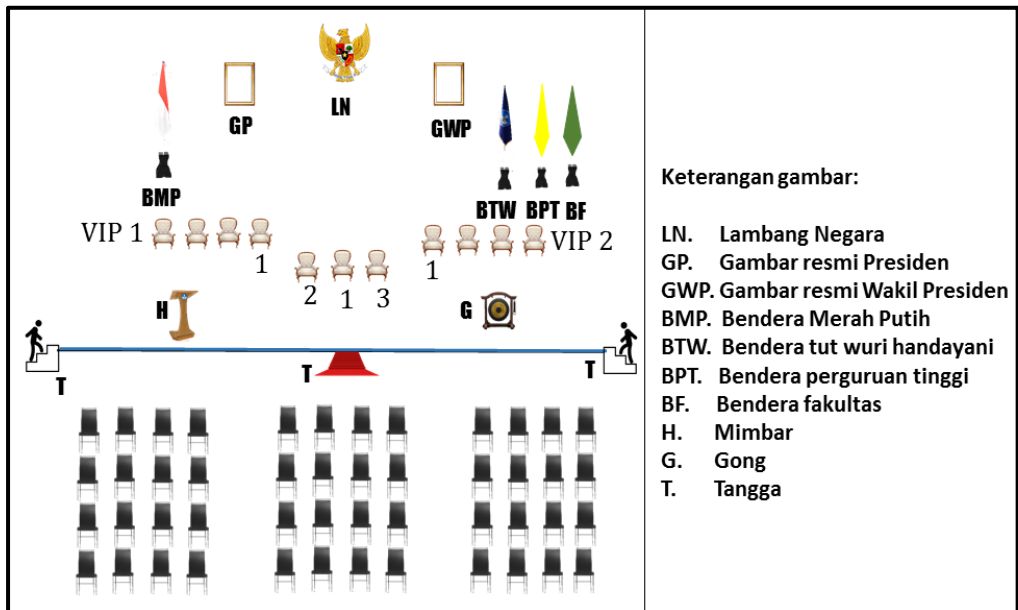 LN
GP
GWP
BMP
BTW BPT BF
VIP 1
VIP 2
1
1
2 1 3
H
G
T
T
T
Keterangan gambar:
LN. Lambang Negara
GP. Gambar resmi Presiden
GWP. Gambar resmi Wakil Presiden
BMP. Bendera Merah Putih
BTW. Bendera tut wuri handayani
BPT. Bendera perguruan tinggi
BF. Bendera fakultas
H. Mimbar
G. Gong
T. Tangga